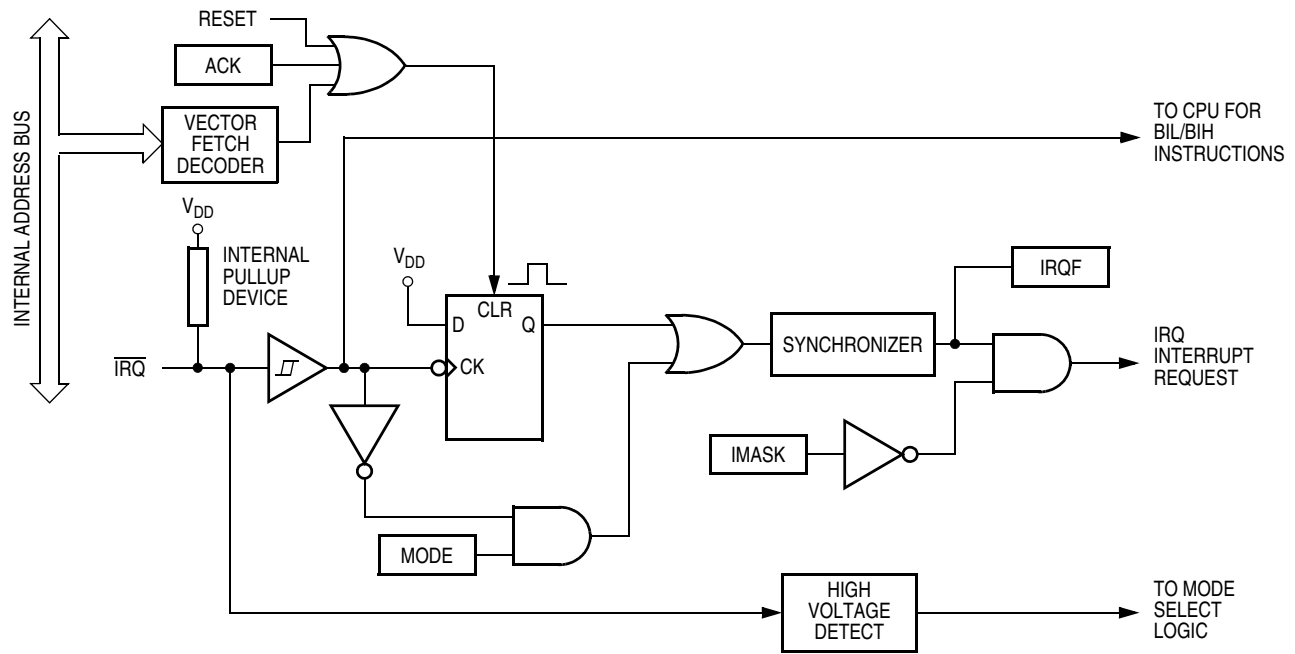 INTERNAL ADDRESS BUS
RESET
ACK
VECTOR
FETCH
DECODER
VDD
INTERNAL
PULLUP
DEVICE
IRQ
VDD
CLR
D
Q
CK
TO CPU FOR
BIL/BIH
INSTRUCTIONS
IRQF
SYNCHRONIZER
IRQ
INTERRUPT
REQUEST
IMASK
MODE
HIGH
VOLTAGE
DETECT
TO MODE
SELECT
LOGIC